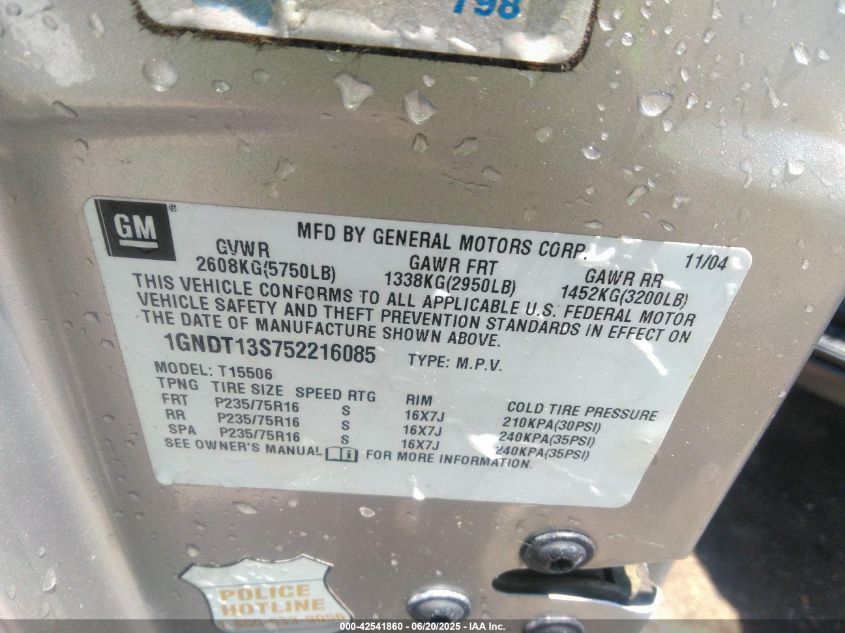 798
GM ®
MFD BY GENERAL MOTORS CORP. 11/04
GVWR GAWR FRT GAWR RR
2608KG(5750LB) 1338KG(2950LB) 1452KG(3200LB)
THIS VEHICLE CONFORMS TO ALL APPLICABLE U.S. FEDERAL MOTOR
VEHICLE SAFETY AND THEFT PREVENTION STANDARDS IN EFFECT ON
THE DATE OF MANUFACTURE SHOWN ABOVE.
1GNDT13S752216085 TYPE: M.P.V.
MODEL: T15506
TPNG TIRE SIZE SPEED RTG RIM COLD TIRE PRESSURE
FRT P235/75R16 S 16X7J 210KPA(30PSI)
RR P235/75R16 S 16X7J 240KPA(35PSI)
SPA P235/75R16 S 16X7J 240KPA(35PSI)
SEE OWNER'S MANUAL FOR MORE INFORMATION.
POLICE
HOTLINE
000-42541860 - 06/20/2025 - IAA Inc.